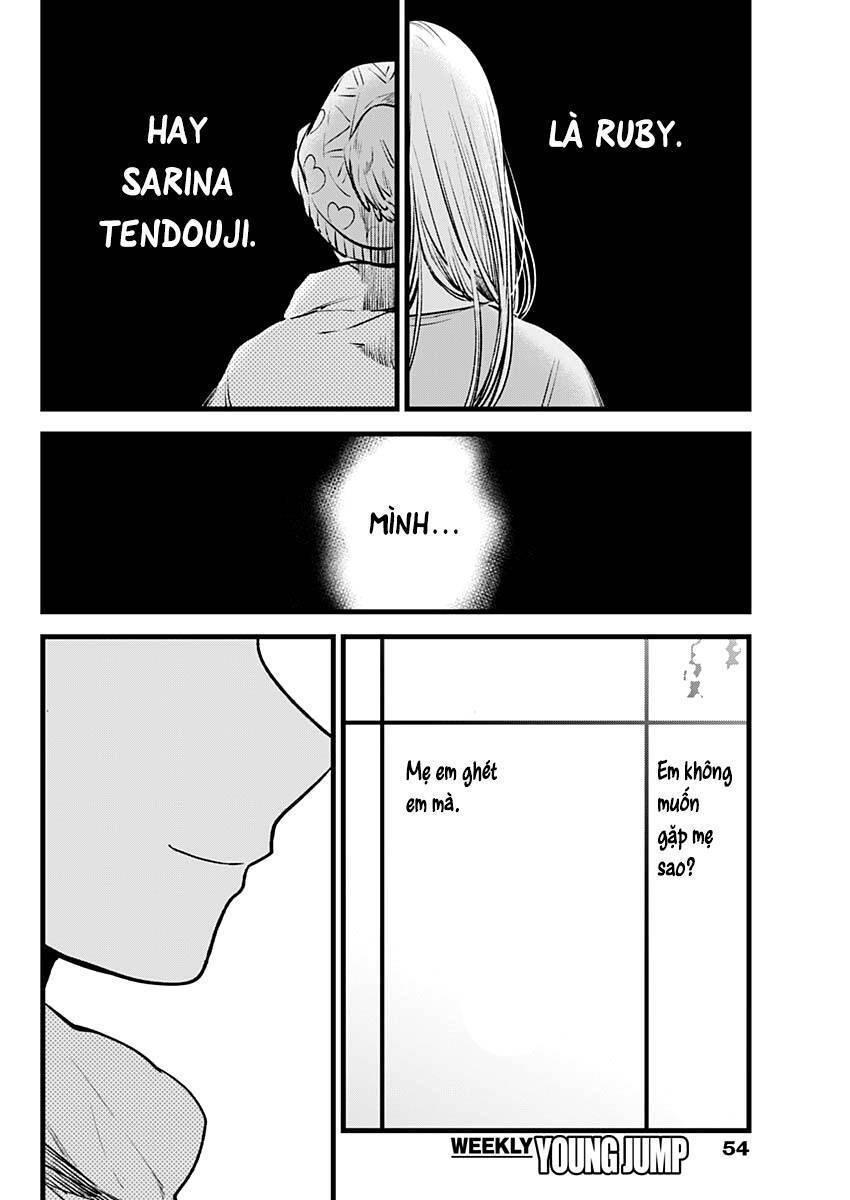 LÀ RUBY.
HAY
SARINA
TENDOUJI.
MÌNH...
Em không
muốn
gặp mẹ
sao?
Mẹ em ghét
em mà.
WEEKLY YOUNG JUMP 54